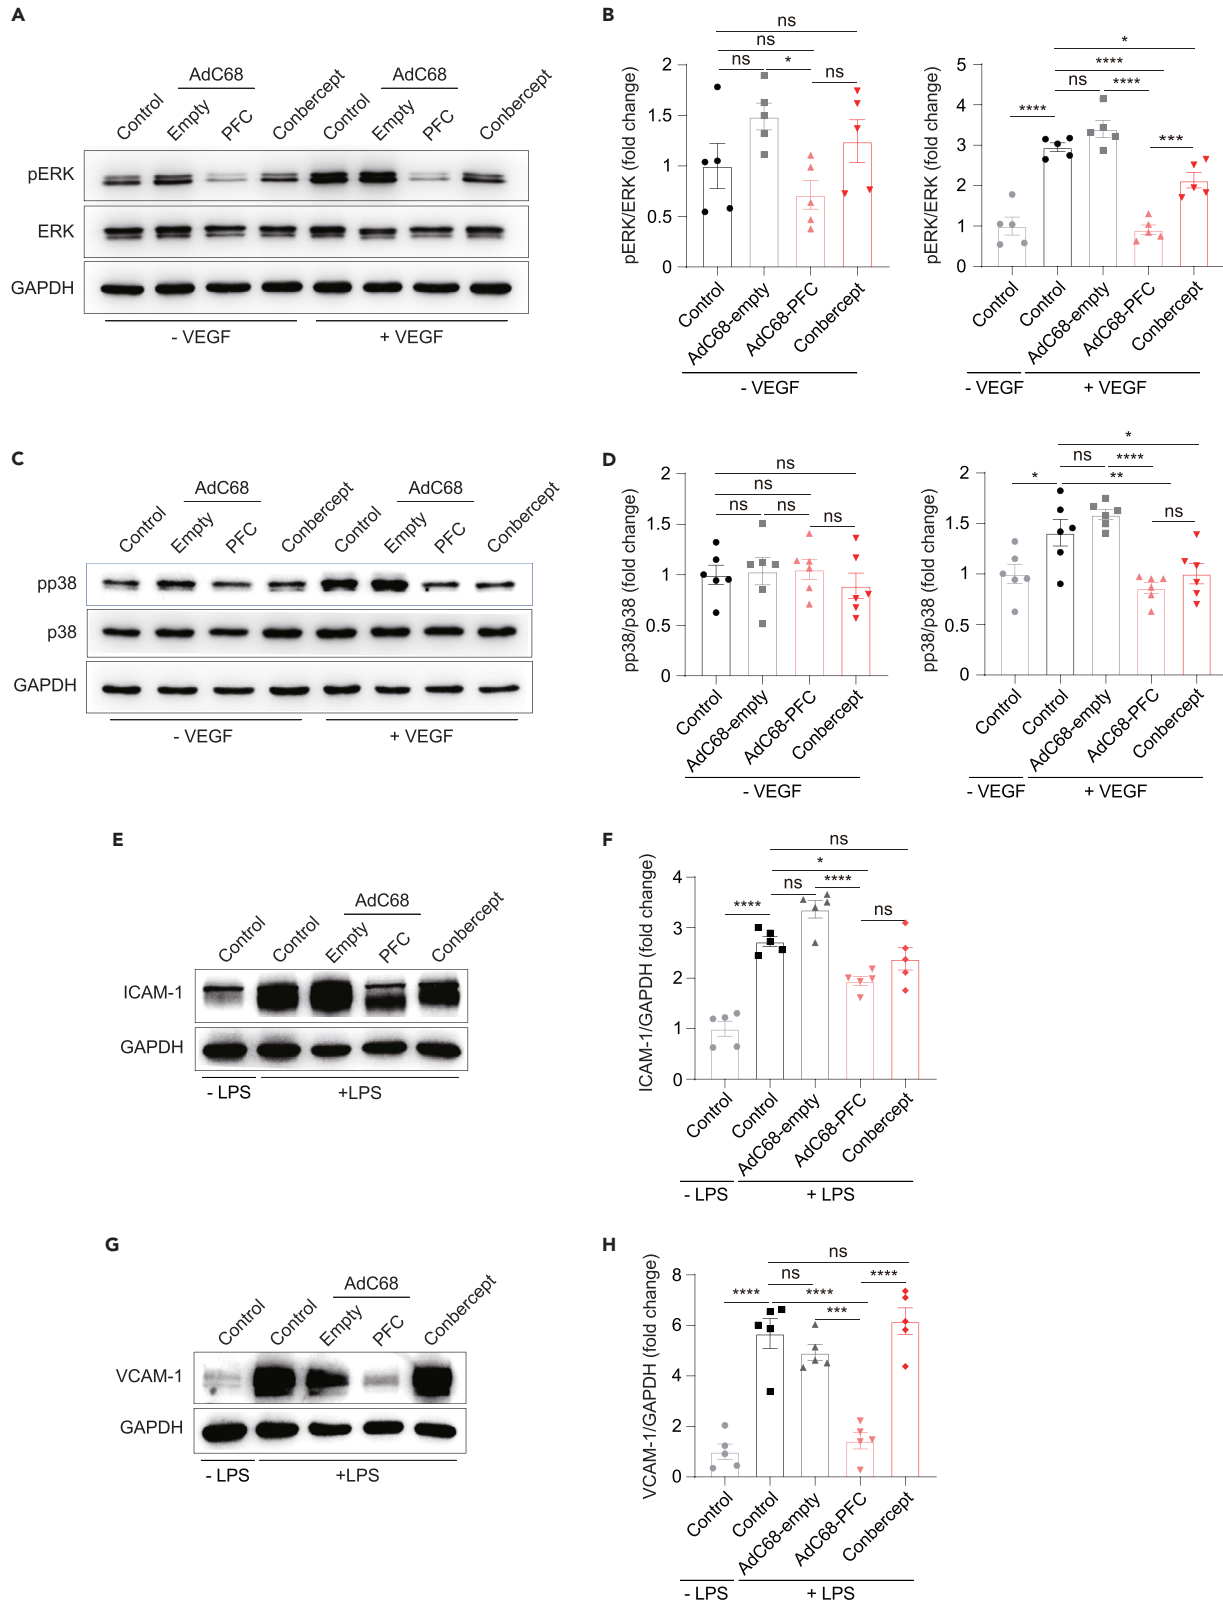 A
AdC68
Control
Empty
PFC
Conbercept
Control
AdC68
Empty
PFC
Conbercept
pERK
ERK
GAPDH
- VEGF
+ VEGF
B
ns
ns
ns
*
ns
pERK/ERK (fold change)
2
1.5
1
0.5
0
Control
AdC68-empty
AdC68-PFC
Conbercept
- VEGF
*
****
ns
****
****
***
pERK/ERK (fold change)
5
4
3
2
1
0
Control
Control
AdC68-empty
AdC68-PFC
Conbercept
- VEGF
+ VEGF
C
AdC68
Control
Empty
PFC
Conbercept
Control
AdC68
Empty
PFC
Conbercept
pp38
p38
GAPDH
- VEGF
+ VEGF
D
ns
ns
ns
ns
ns
pp38/p38 (fold change)
2
1.5
1
0.5
0
Control
AdC68-empty
AdC68-PFC
Conbercept
- VEGF
*
ns
****
*
**
ns
pp38/p38 (fold change)
2
1.5
1
0.5
0
Control
Control
AdC68-empty
AdC68-PFC
Conbercept
- VEGF
+ VEGF
E
AdC68
Control
Control
Empty
PFC
Conbercept
ICAM-1
GAPDH
- LPS
+LPS
F
ns
*
ns
****
****
ns
ICAM-1/GAPDH (fold change)
4
3
2
1
0
Control
Control
AdC68-empty
AdC68-PFC
Conbercept
- LPS
+ LPS
G
AdC68
Control
Control
Empty
PFC
Conbercept
VCAM-1
GAPDH
- LPS
+LPS
H
ns
ns
****
****
****
***
VCAM-1/GAPDH (fold change)
8
6
4
2
0
Control
Control
AdC68-empty
AdC68-PFC
Conbercept
- LPS
+ LPS